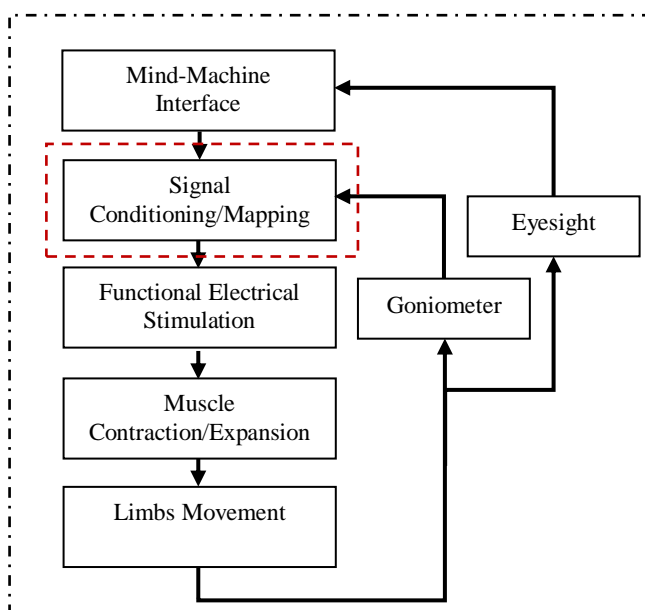 Mind-Machine
Interface
Signal
Conditioning/Mapping
Eyesight
Functional Electrical
Stimulation
Goniometer
Muscle
Contraction/Expansion
Limbs Movement